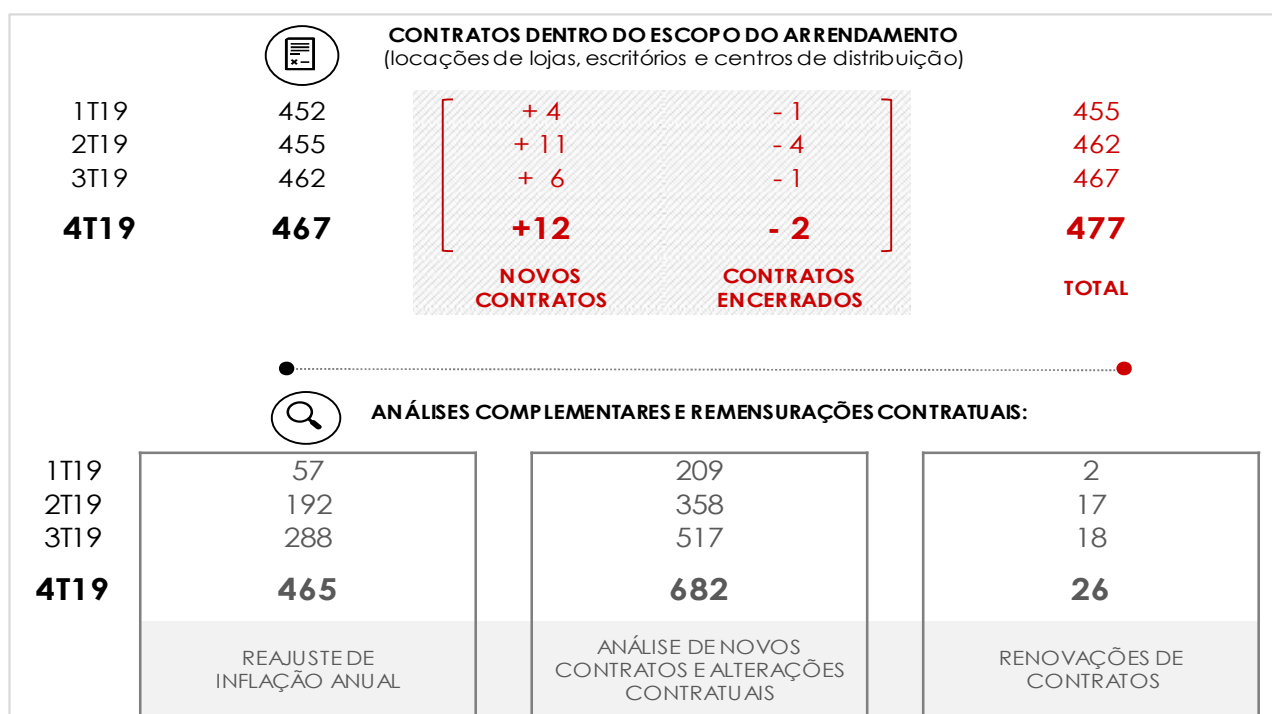 CONTRATOS DENTRO DO ESCOPO DO ARRENDAMENTO
(locações de lojas, escritórios e centros de distribuição)
1T19 452 + 4 - 1 455
2T19 455 + 11 - 4 462
3T19 462 + 6 - 1 467
4T19 467 +12 - 2 477
NOVOS CONTRATOS
CONTRATOS ENCERRADOS
TOTAL
ANÁLISES COMPLEMENTARES E REMENSURAÇÕES CONTRATUAIS:
1T19 57 209 2
2T19 192 358 17
3T19 288 517 18
4T19 465 682 26
REAJUSTE DE
INFLAÇÃO ANUAL
ANÁLISE DE NOVOS
CONTRATOS E ALTERAÇÕES
CONTRATUAIS
RENOVAÇÕES DE
CONTRATOS